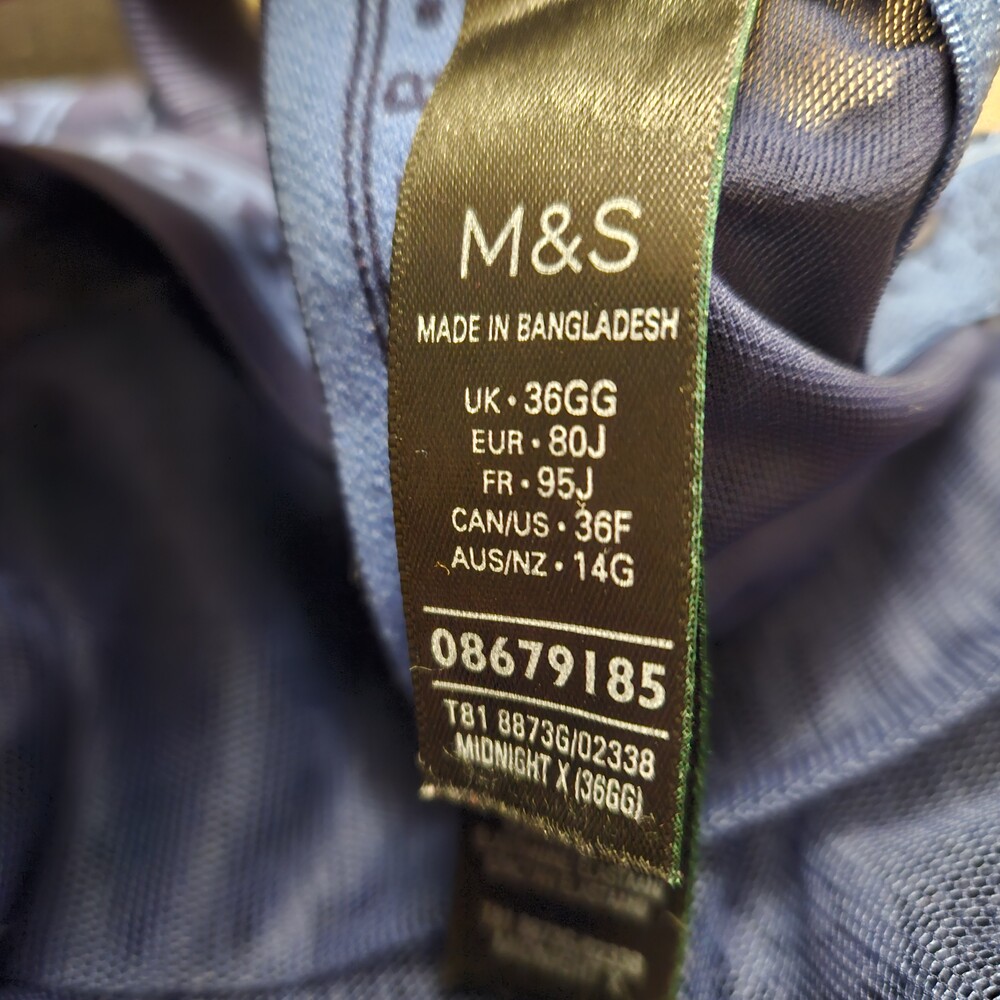 M&S
MADE IN BANGLADESH
UK · 36GG
EUR · 80J
FR · 95J
CAN/US · 36F
AUS/NZ · 14G
08679185
T81 8873G/02338
MIDNIGHT X (36GG)